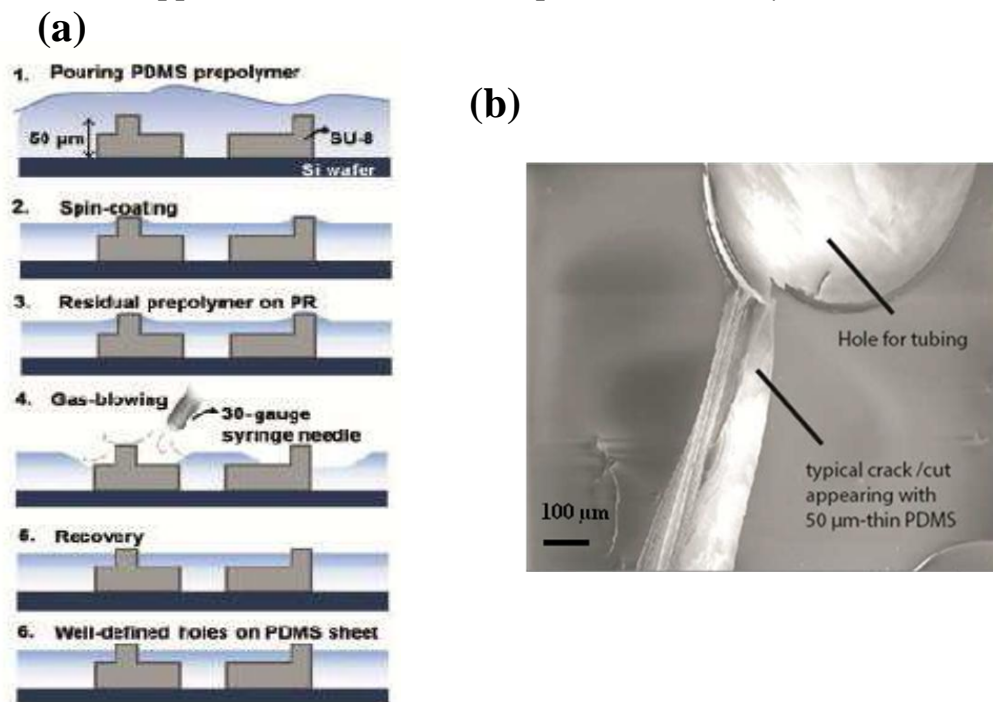 (a)
1. Pouring PDMS prepolymer
50 μm
SU-8
Si wafer
2. Spin-coating
3. Residual prepolymer on PR
4. Gas-blowing
30-gauge
syringe needle
5. Recovery
6. Well-defined holes on PDMS sheet
(b)
Hole for tubing
typical crack /cut
appearing with
50 μm-thin PDMS
100 μm